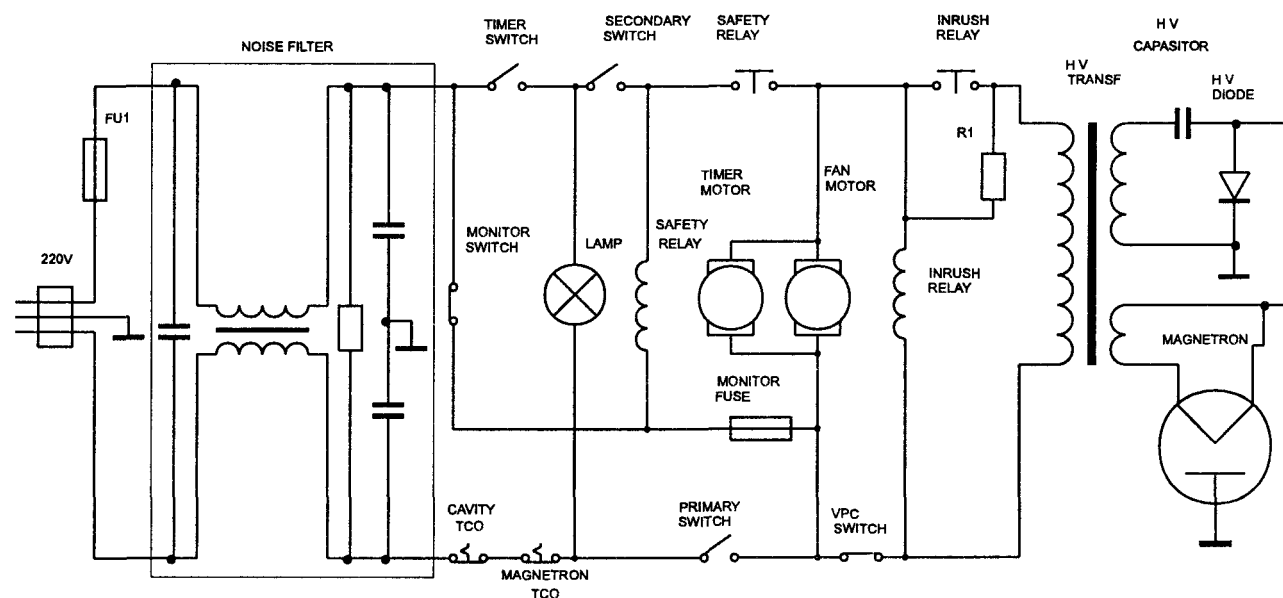 NOISE FILTER
TIMER
SWITCH
SECONDARY
SWITCH
SAFETY
RELAY
INRUSH
RELAY
H V
CAPASITOR
H V
TRANSF
H V
DIODE
FU1
R1
TIMER
MOTOR
FAN
MOTOR
MONITOR
SWITCH
LAMP
SAFETY
RELAY
220V
INRUSH
RELAY
MAGNETRON
MONITOR
FUSE
CAVITY
TCO
PRIMARY
SWITCH
VPC
SWITCH
MAGNETRON
TCO